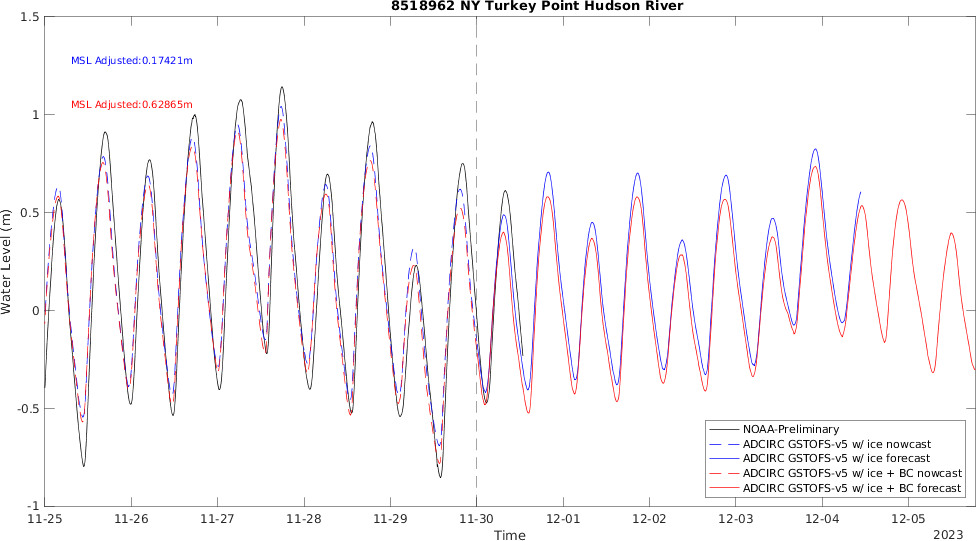 8518962 NY Turkey Point Hudson River
1.5
MSL Adjusted:0.17421m
MSL Adjusted:0.62865m
1
0.5
0
-0.5
-1
Water Level (m)
NOAA-Preliminary
ADCIRC GSTOFS-v5 w/ ice nowcast
ADCIRC GSTOFS-v5 w/ ice forecast
ADCIRC GSTOFS-v5 w/ ice + BC nowcast
ADCIRC GSTOFS-v5 w/ ice + BC forecast
11-25 11-26 11-27 11-28 11-29 11-30 12-01 12-02 12-03 12-04 12-05
Time
2023